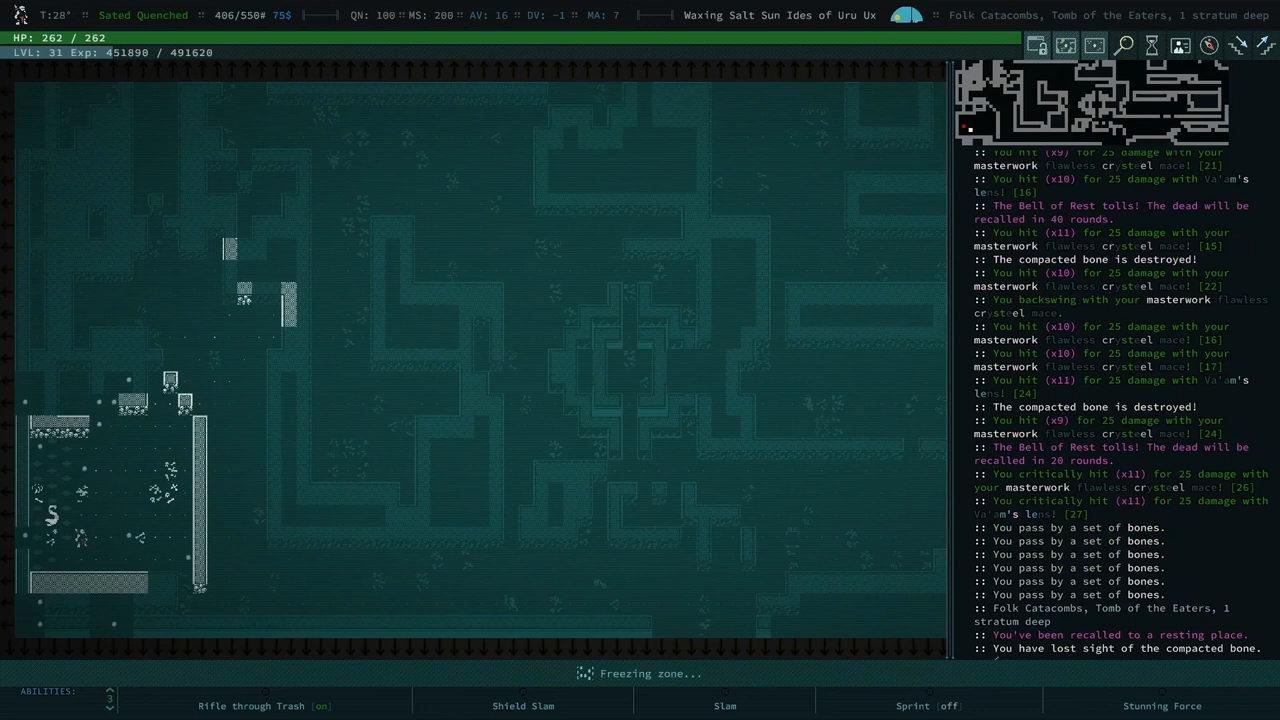 T:28° Sated Quenched :: 406/550# 75$ QN: 100 :: MS: 200 :: AV: 16 :: DV: -1 :: MA: 7 Waxing Salt Sun Ides of Uru Ux :: Folk Catacombs, Tomb of the Eaters, 1 stratum deep
HP: 262 / 262
LVL: 31 Exp: 451890 / 491620
:: You hit (x9) for 25 damage with your
masterwork flawless crysteel mace! [21]
:: You hit (x10) for 25 damage with Va'am's
lens! [16]
:: The Bell of Rest tolls! The dead will be
recalled in 40 rounds.
:: You hit (x11) for 25 damage with your
masterwork flawless crysteel mace! [15]
:: The compacted bone is destroyed!
:: You hit (x10) for 25 damage with your
masterwork flawless crysteel mace! [22]
:: You backswing with your masterwork flawless
crysteel mace.
:: You hit (x10) for 25 damage with your
masterwork flawless crysteel mace! [16]
:: You hit (x10) for 25 damage with your
masterwork flawless crysteel mace! [17]
:: You hit (x11) for 25 damage with Va'am's
lens! [24]
:: The compacted bone is destroyed!
:: You hit (x9) for 25 damage with your
masterwork flawless crysteel mace! [24]
:: The Bell of Rest tolls! The dead will be
recalled in 20 rounds.
:: You critically hit (x11) for 25 damage with
your masterwork flawless crysteel mace! [26]
:: You critically hit (x11) for 25 damage with
Va'am's lens! [27]
:: You pass by a set of bones.
:: You pass by a set of bones.
:: You pass by a set of bones.
:: You pass by a set of bones.
:: You pass by a set of bones.
:: You pass by a set of bones.
:: Folk Catacombs, Tomb of the Eaters, 1
stratum deep
:: You've been recalled to a resting place.
:: You have lost sight of the compacted bone.
Freezing zone...
ABILITIES:
3
Rifle through Trash [on] Shield Slam Slam Sprint [off] Stunning Force